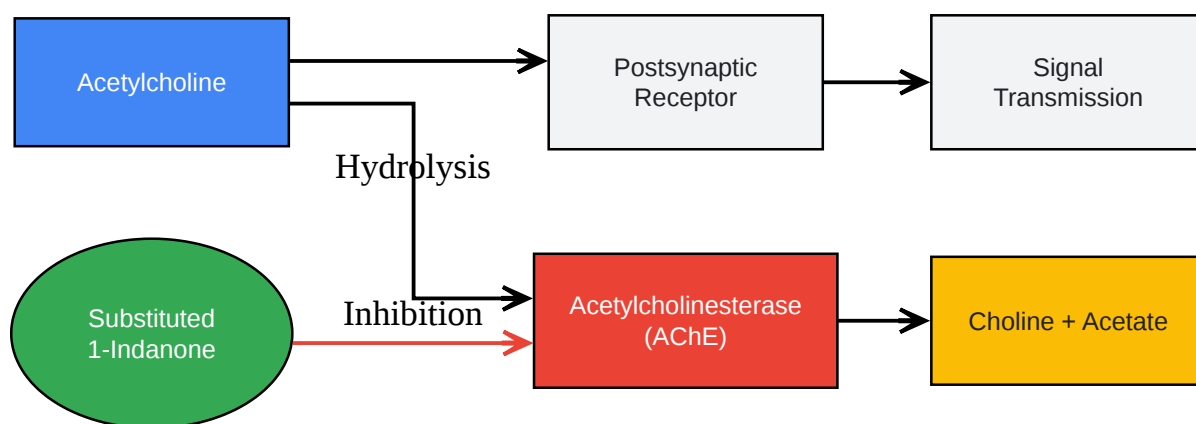 Acetylcholine
Postsynaptic
Receptor
Signal
Transmission
Hydrolysis
Substituted
1-Indanone
Inhibition
Acetylcholinesterase
(AChE)
Choline + Acetate